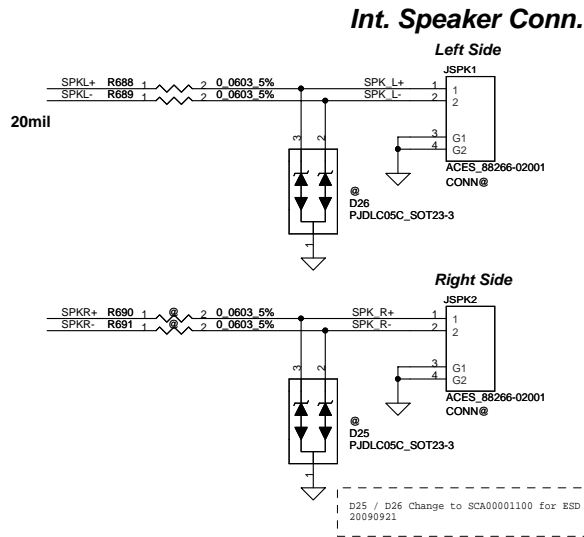 Int. Speaker Conn.
Left Side
JSPK1
SPKL+ R688 1 2 0_0603_5% SPK_L+ 1 1
SPKL- R689 1 2 0_0603_5% SPK_L- 2 2
20mil
3 G1
4 G2
3 2
ACES_88266-02001
CONN@
@
D26
PJDLC05C_SOT23-3
1
Right Side
JSPK2
SPKR+ R690 1 @ 2 0_0603_5% SPK_R+ 1 1
SPKR- R691 1 @ 2 0_0603_5% SPK_R- 2 2
3 G1
4 G2
3 2
ACES_88266-02001
CONN@
@
D25
PJDLC05C_SOT23-3
1
D25 / D26 Change to SCA00001100 for ESD
20090921